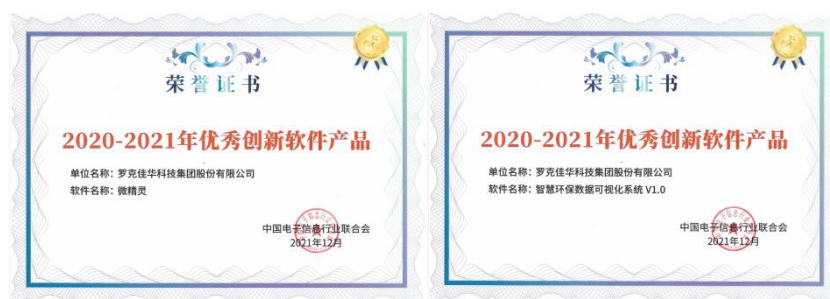 荣誉证书
2020-2021年优秀创新软件产品
单位名称：罗克佳华科技集团股份有限公司
软件名称：微精灵
中国电子信息行业联合会
2021年12月
荣誉证书
2020-2021年优秀创新软件产品
单位名称：罗克佳华科技集团股份有限公司
软件名称：智慧环保数据可视化系统 V1.0
中国电子信息行业联合会
2021年12月